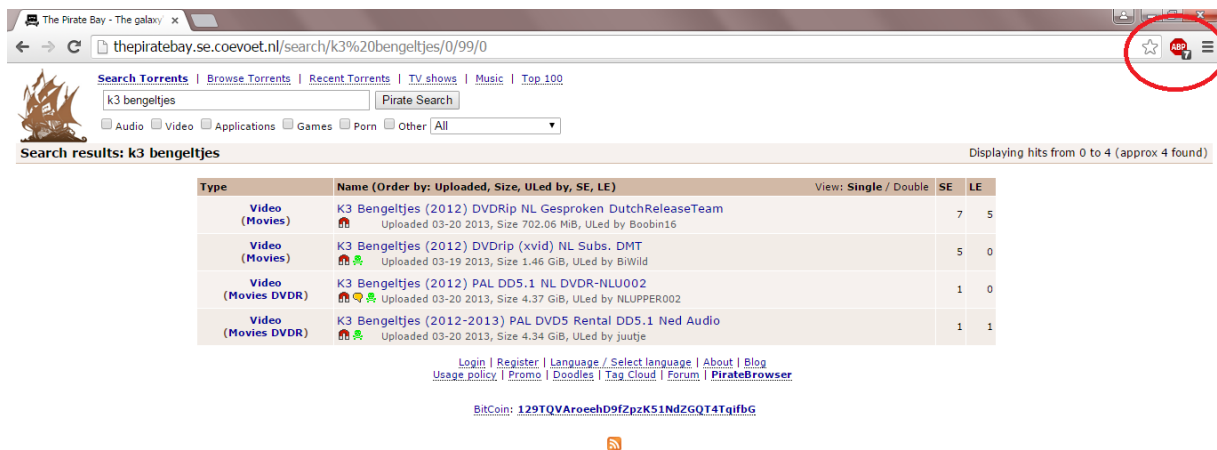 The Pirate Bay - The galaxy'
thepiratebay.se.coevoet.nl/search/k3%20bengeltjes/0/99/0
ABP
7
Search Torrents | Browse Torrents | Recent Torrents | TV shows | Music | Top 100
k3 bengeltjes Pirate Search
Audio Video Applications Games Porn Other All
Search results: k3 bengeltjes Displaying hits from 0 to 4 (approx 4 found)
Type Name (Order by: Uploaded, Size, ULed by, SE, LE) View: Single / Double SE LE
Video K3 Bengeltjes (2012) DVDRip NL Gesproken DutchReleaseTeam 7 5
(Movies) Uploaded 03-20 2013, Size 702.06 MiB, ULed by Boobin16
Video K3 Bengeltjes (2012) DVDrip (xvid) NL Subs. DMT 5 0
(Movies) Uploaded 03-19 2013, Size 1.46 GiB, ULed by BiWild
Video K3 Bengeltjes (2012) PAL DD5.1 NL DVDR-NLU002 1 0
(Movies DVDR) Uploaded 03-20 2013, Size 4.37 GiB, ULed by NLUPPER002
Video K3 Bengeltjes (2012-2013) PAL DVD5 Rental DD5.1 Ned Audio 1 1
(Movies DVDR) Uploaded 03-20 2013, Size 4.34 GiB, ULed by juutje
Login | Register | Language / Select language | About | Blog
Usage policy | Promo | Doodles | Tag Cloud | Forum | PirateBrowser
BitCoin: 129TQVAroeehD9fZpzK51NdZGQT4TqifbG